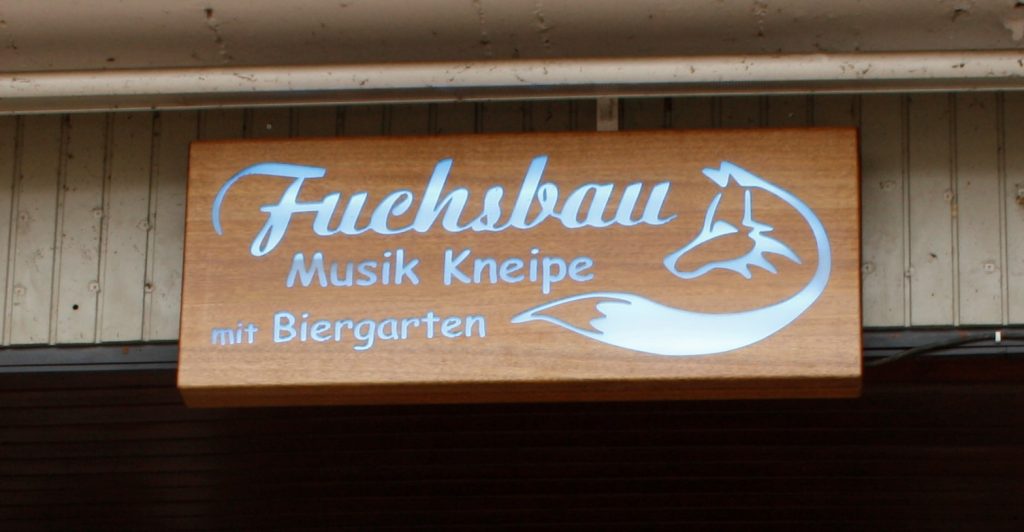 Fuchsbau
Musik Kneipe
mit Biergarten